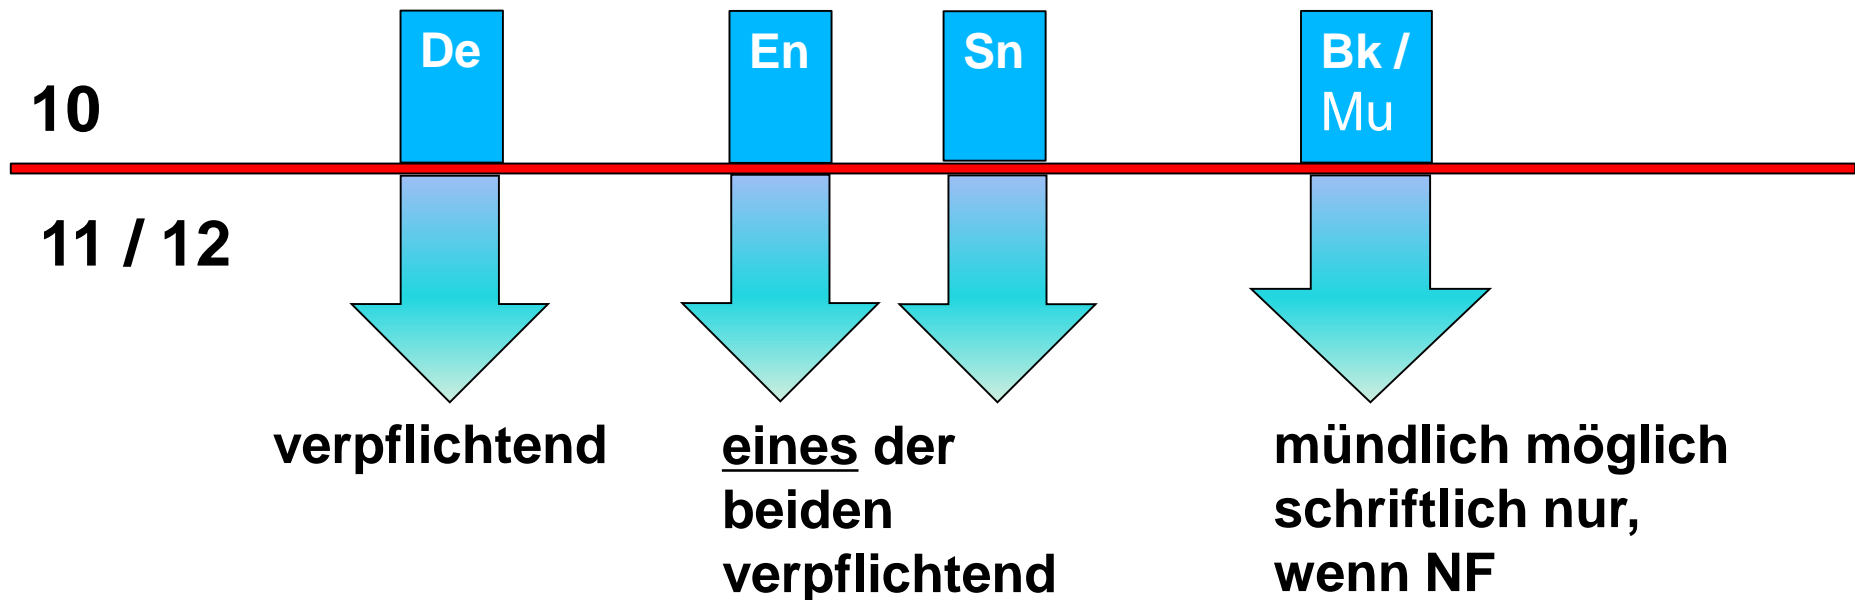 De
En
Sn
Bk /
Mu
10
11 / 12
verpflichtend
eines der
beiden
verpflichtend
mündlich möglich
schriftlich nur,
wenn NF